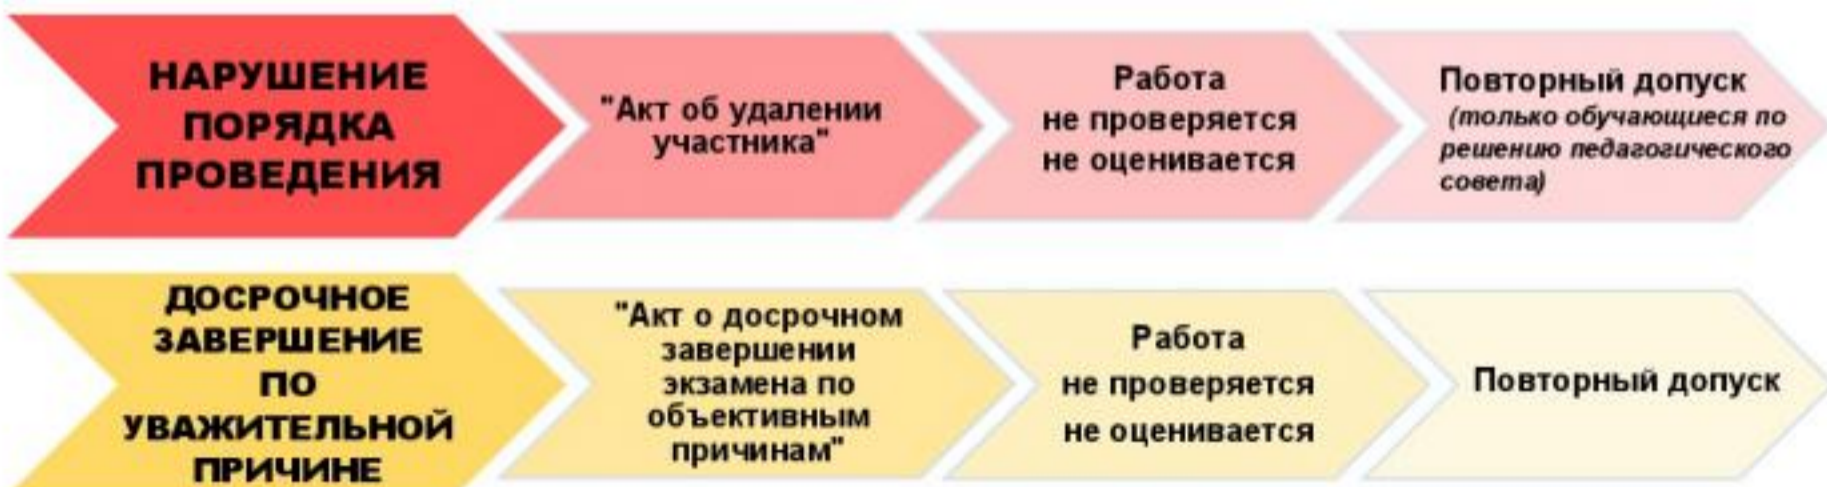 НАРУШЕНИЕ
ПОРЯДКА
ПРОВЕДЕНИЯ
"Акт об удалении
участника"
Работа
не проверяется
не оценивается
Повторный допуск
(только обучающиеся по
решению педагогического
совета)
ДОСРОЧНОЕ
ЗАВЕРШЕНИЕ
ПО
УВАЖИТЕЛЬНОЙ
ПРИЧИНЕ
"Акт о досрочном
завершении
экзамена по
объективным
причинам"
Работа
не проверяется
не оценивается
Повторный допуск